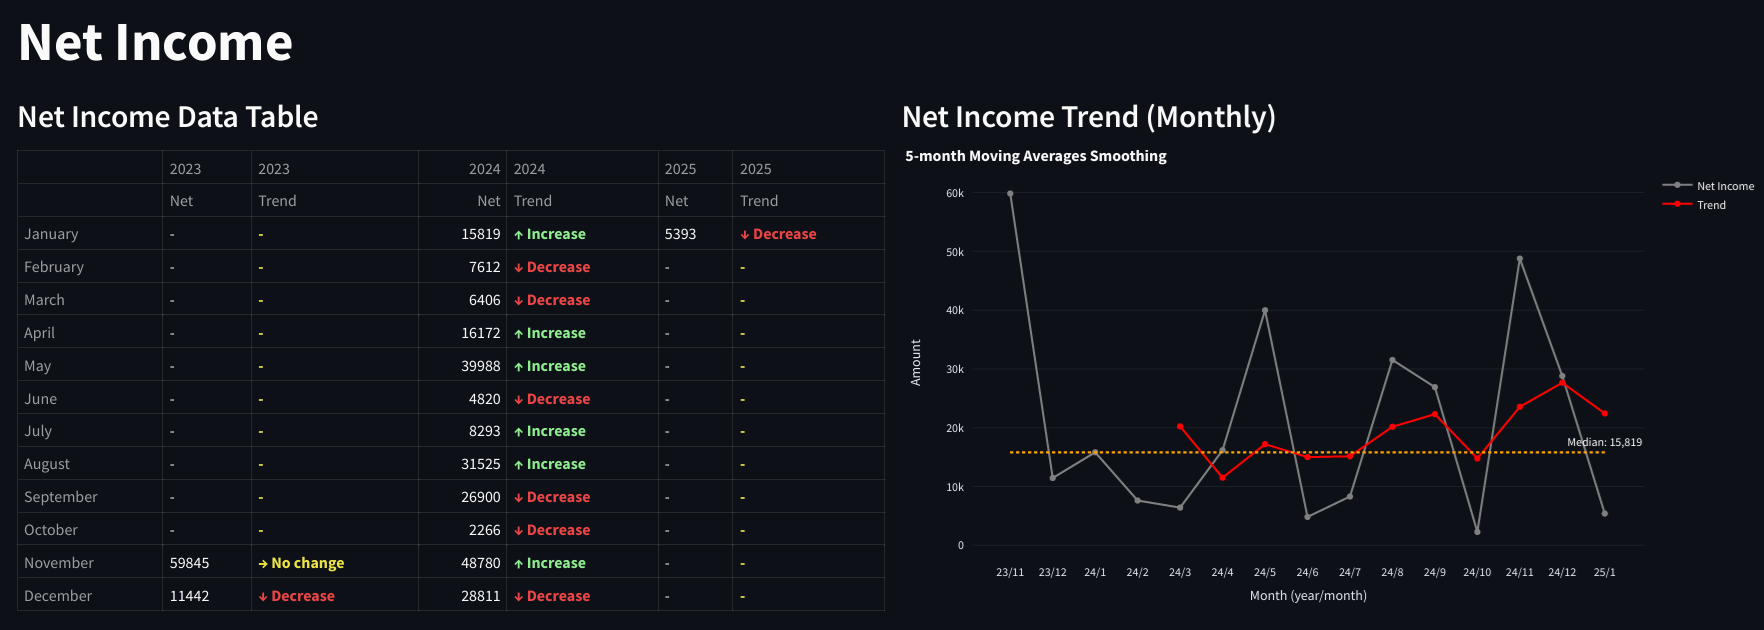 Net Income
Net Income Data Table
2023 2023 2024 2024 2025 2025
Net Trend Net Trend Net Trend
January - - 15819 ↑ Increase 5393 ↓ Decrease
February - - 7612 ↓ Decrease - -
March - - 6406 ↓ Decrease - -
April - - 16172 ↑ Increase - -
May - - 39988 ↑ Increase - -
June - - 4820 ↓ Decrease - -
July - - 8293 ↑ Increase - -
August - - 31525 ↑ Increase - -
September - - 26900 ↓ Decrease - -
October - - 2266 ↓ Decrease - -
November 59845 → No change 48780 ↑ Increase - -
December 11442 ↓ Decrease 28811 ↓ Decrease - -
Net Income Trend (Monthly)
5-month Moving Averages Smoothing
Net Income
Trend
60k
50k
40k
30k
20k
10k
0
Amount
Median: 15,819
23/11 23/12 24/1 24/2 24/3 24/4 24/5 24/6 24/7 24/8 24/9 24/10 24/11 24/12 25/1
Month (year/month)